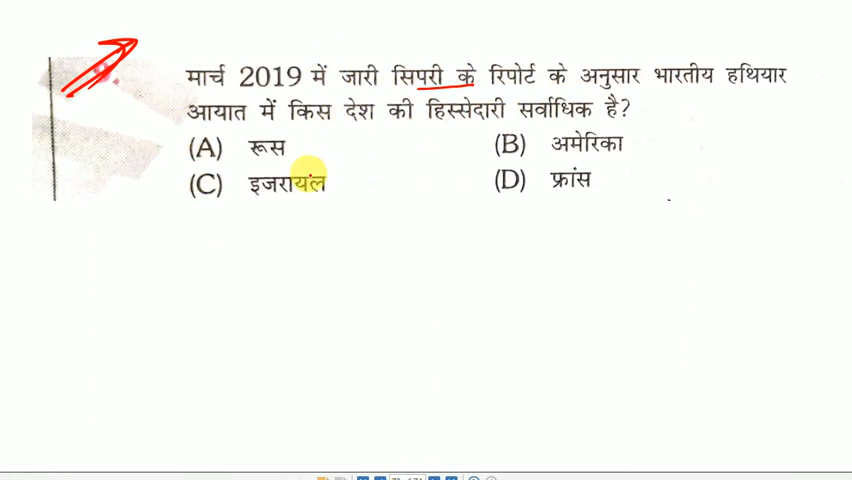 मार्च 2019 में जारी सिपरी के रिपोर्ट के अनुसार भारतीय हथियार
आयात में किस देश की हिस्सेदारी सर्वाधिक है?
(A) रूस (B) अमेरिका
(C) इजरायल (D) फ्रांस